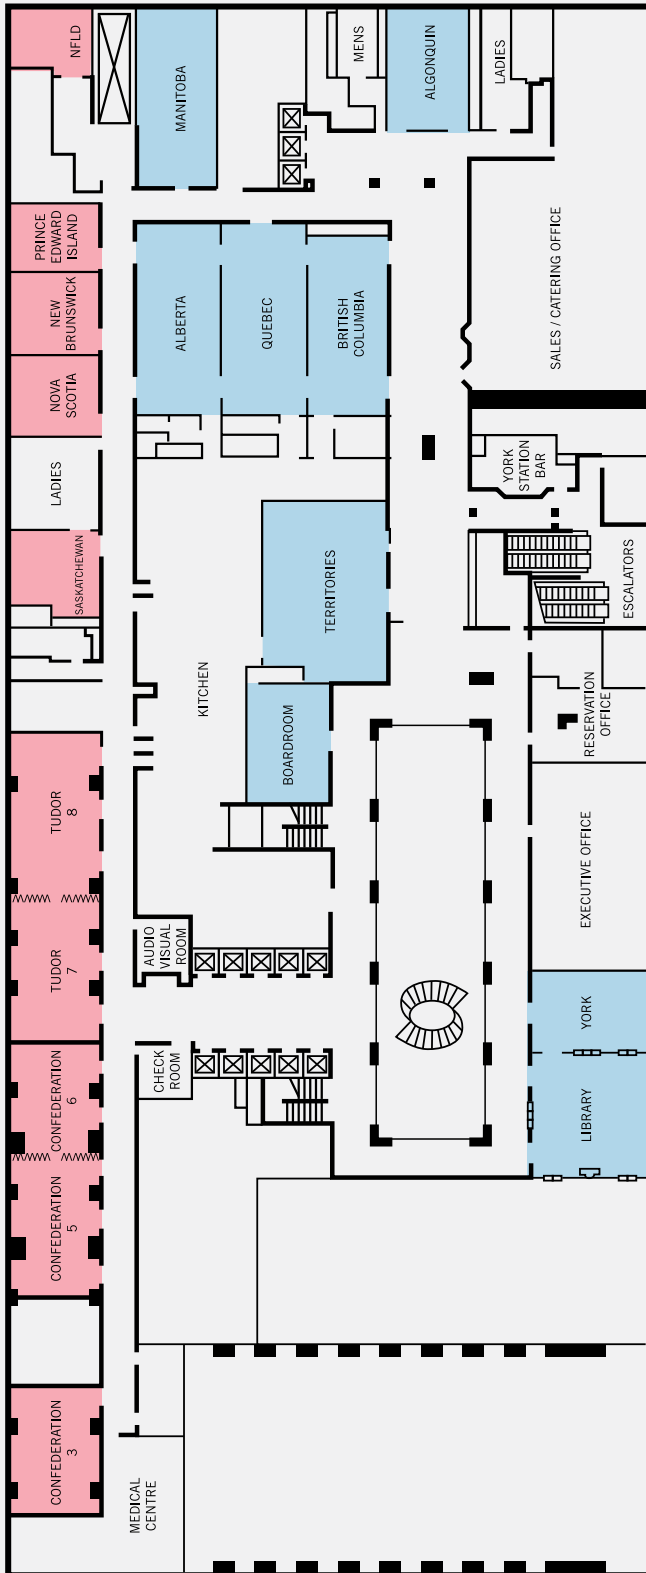 NFLD
MANITOBA
MENS
ALGONQUIN
LADIES
PRINCE
EDWARD
ISLAND
NEW
BRUNSWICK
NOVA
SCOTIA
ALBERTA
QUEBEC
BRITISH
COLUMBIA
SALES / CATERING OFFICE
LADIES
YORK
STATION
BAR
SASKATCHEWAN
TERRITORIES
ESCALATORS
KITCHEN
BOARDROOM
RESERVATION
OFFICE
TUDOR
8
EXECUTIVE OFFICE
TUDOR
7
AUDIO
VISUAL
ROOM
YORK
CONFEDERATION
6
CHECK
ROOM
LIBRARY
CONFEDERATION
5
CONFEDERATION
3
MEDICAL
CENTRE